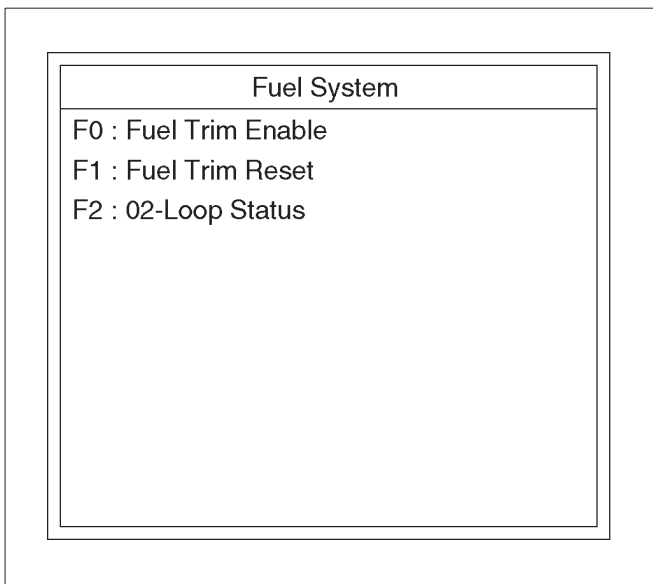 Fuel System
F0 : Fuel Trim Enable
F1 : Fuel Trim Reset
F2 : 02-Loop Status